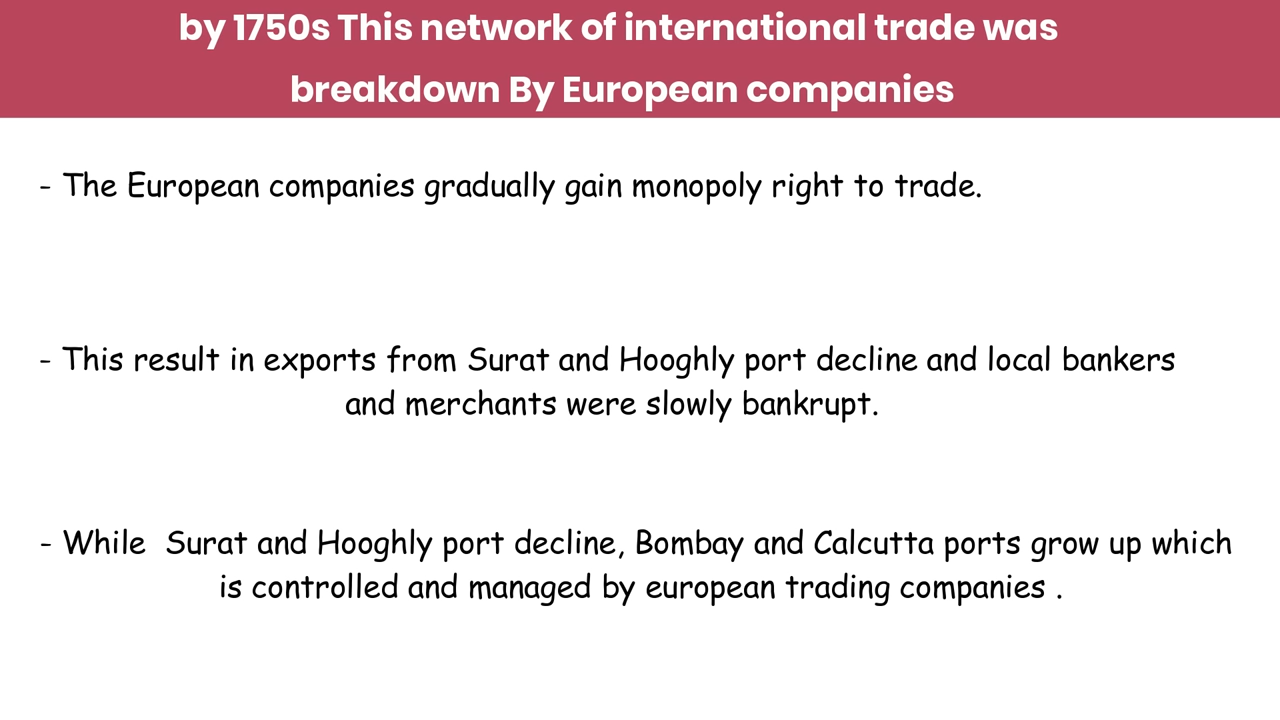 by 1750s This network of international trade was
breakdown By European companies
- The European companies gradually gain monopoly right to trade.
- This result in exports from Surat and Hooghly port decline and local bankers
and merchants were slowly bankrupt.
- While  Surat and Hooghly port decline, Bombay and Calcutta ports grow up which
is controlled and managed by european trading companies .